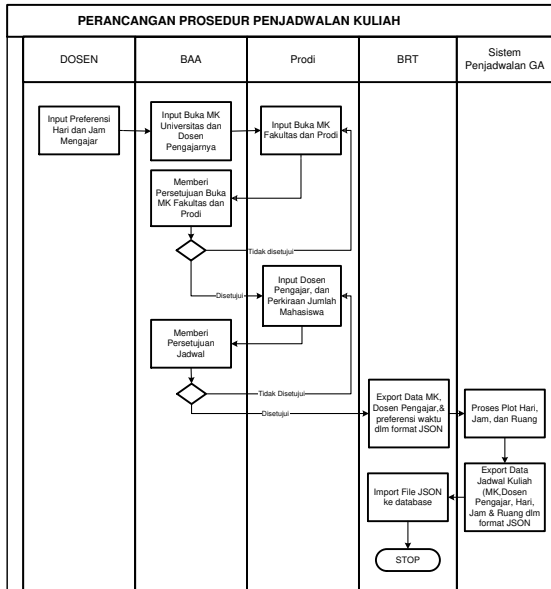 PERANCANGAN PROSEDUR PENJADWALAN KULIAH
DOSEN
BAA
Prodi
BRT
Sistem
Penjadwalan GA
Input Preferensi
Hari dan Jam
Mengajar
Input Buka MK
Universitas dan
Dosen
Pengajarnya
Input Buka MK
Fakultas dan Prodi
Memberi
Persetujuan Buka
MK Fakultas dan
Prodi
Tidak disetujui
Disetujui
Input Dosen
Pengajar, dan
Perkiraan Jumlah
Mahasiswa
Memberi
Persetujuan
Jadwal
Tidak Disetujui
Disetujui
Export Data MK,
Dosen Pengajar,&
preferensi waktu
dlm format JSON
Proses Plot Hari,
Jam, dan Ruang
Export Data
Jadwal Kuliah
(MK,Dosen
Pengajar, Hari,
Jam & Ruang dlm
format JSON
Import File JSON
ke database
STOP